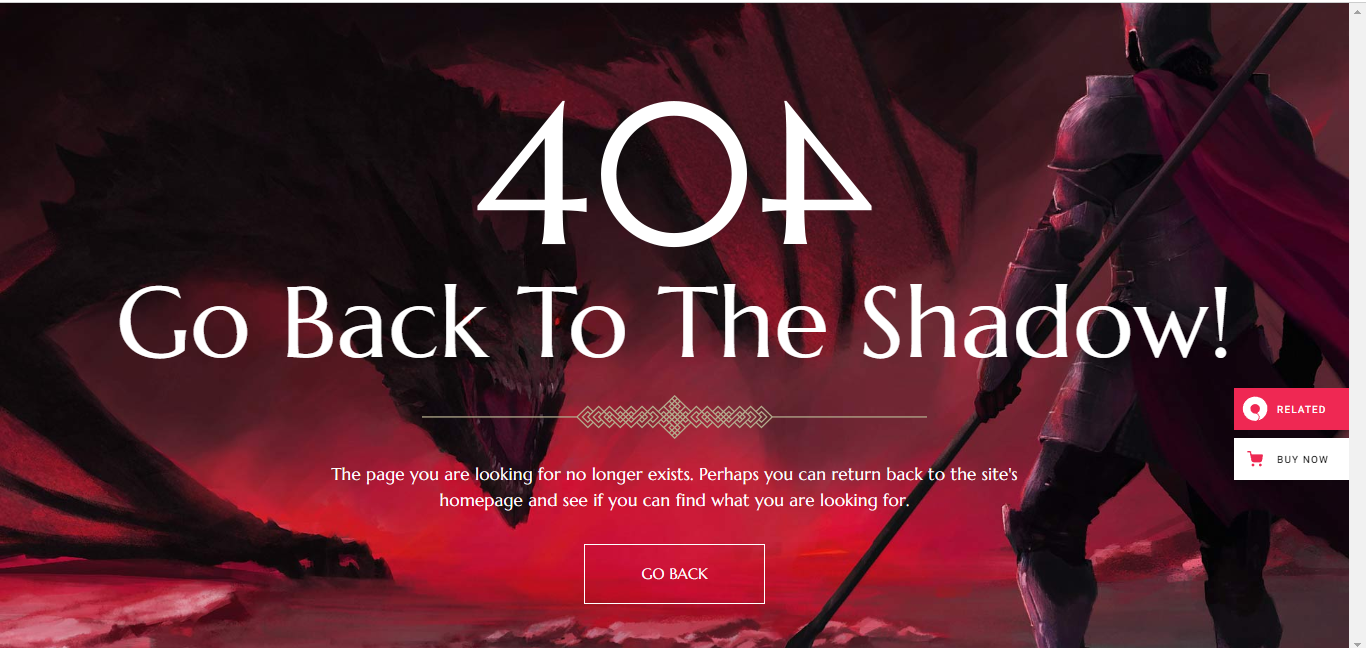 404
Go Back To The Shadow!
RELATED
BUY NOW
The page you are looking for no longer exists. Perhaps you can return back to the site's
homepage and see if you can find what you are looking for.
GO BACK